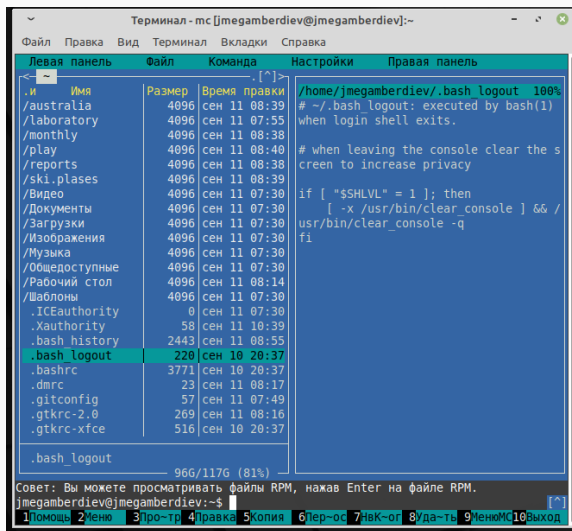 Терминал - mc [jmegamberdiev@jmegamberdiev]:~
Файл Правка Вид Терминал Вкладки Справка
Левая панель Файл Команда Настройки Правая панель
<- ~ .[^]>
.и Имя Размер Время правки
/australia 4096 сен 11 08:39
/laboratory 4096 сен 11 07:55
/monthly 4096 сен 11 08:38
/play 4096 сен 11 08:40
/reports 4096 сен 11 08:38
/ski.plases 4096 сен 11 08:39
/Видео 4096 сен 11 07:30
/Документы 4096 сен 11 07:30
/Загрузки 4096 сен 11 07:30
/Изображения 4096 сен 11 07:30
/Музыка 4096 сен 11 07:30
/Общедоступные 4096 сен 11 07:30
/Рабочий стол 4096 сен 11 08:14
/Шаблоны 4096 сен 11 07:30
.ICEauthority 0 сен 11 07:30
.Xauthority 58 сен 11 10:39
.bash_history 2443 сен 11 08:55
.bash_logout 220 сен 10 20:37
.bashrc 3771 сен 10 20:37
.dmrc 23 сен 11 08:17
.gitconfig 57 сен 11 07:49
.gtkrc-2.0 269 сен 11 08:16
.gtkrc-xfce 516 сен 10 20:37
.bash_logout
96G/117G (81%)
/home/jmegamberdiev/.bash_logout 100%
# ~/.bash_logout: executed by bash(1)
when login shell exits.
# when leaving the console clear the s
creen to increase privacy
if [ "$SHLVL" = 1 ]; then
[ -x /usr/bin/clear_console ] && /
usr/bin/clear_console -q
fi
Совет: Вы можете просматривать файлы RPM, нажав Enter на файле RPM.
jmegamberdiev@jmegamberdiev:~$ [^]
1Помощь 2Меню 3Про~тр 4Правка 5Копия 6Пер~ос 7НвК~ог 8Уда~ть 9МенюMC 10Выход